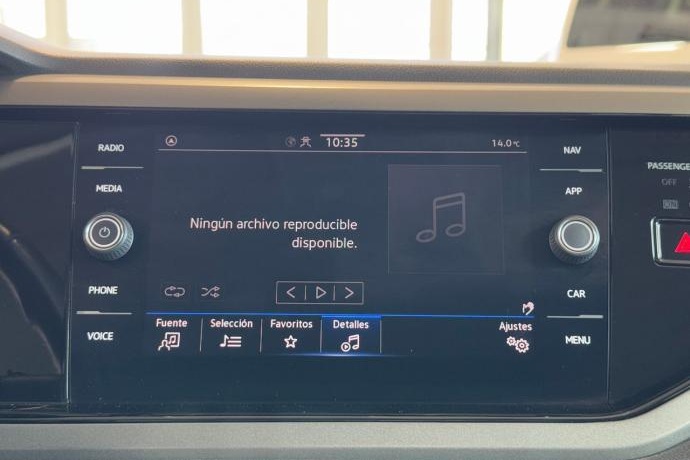 RADIO
MEDIA
PHONE
VOICE
10:35
14.0°C
Ningún archivo reproducible
disponible.
Fuente
Selección
Favoritos
Detalles
Ajustes
NAV
APP
CAR
MENU
OFF
ON